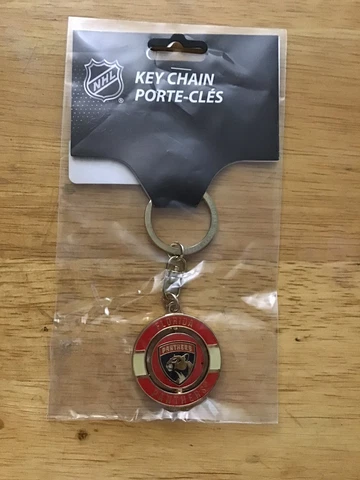 NHL
KEY CHAIN
PORTE-CLÉS
FLORIDA
PANTHERS
PANTHERS